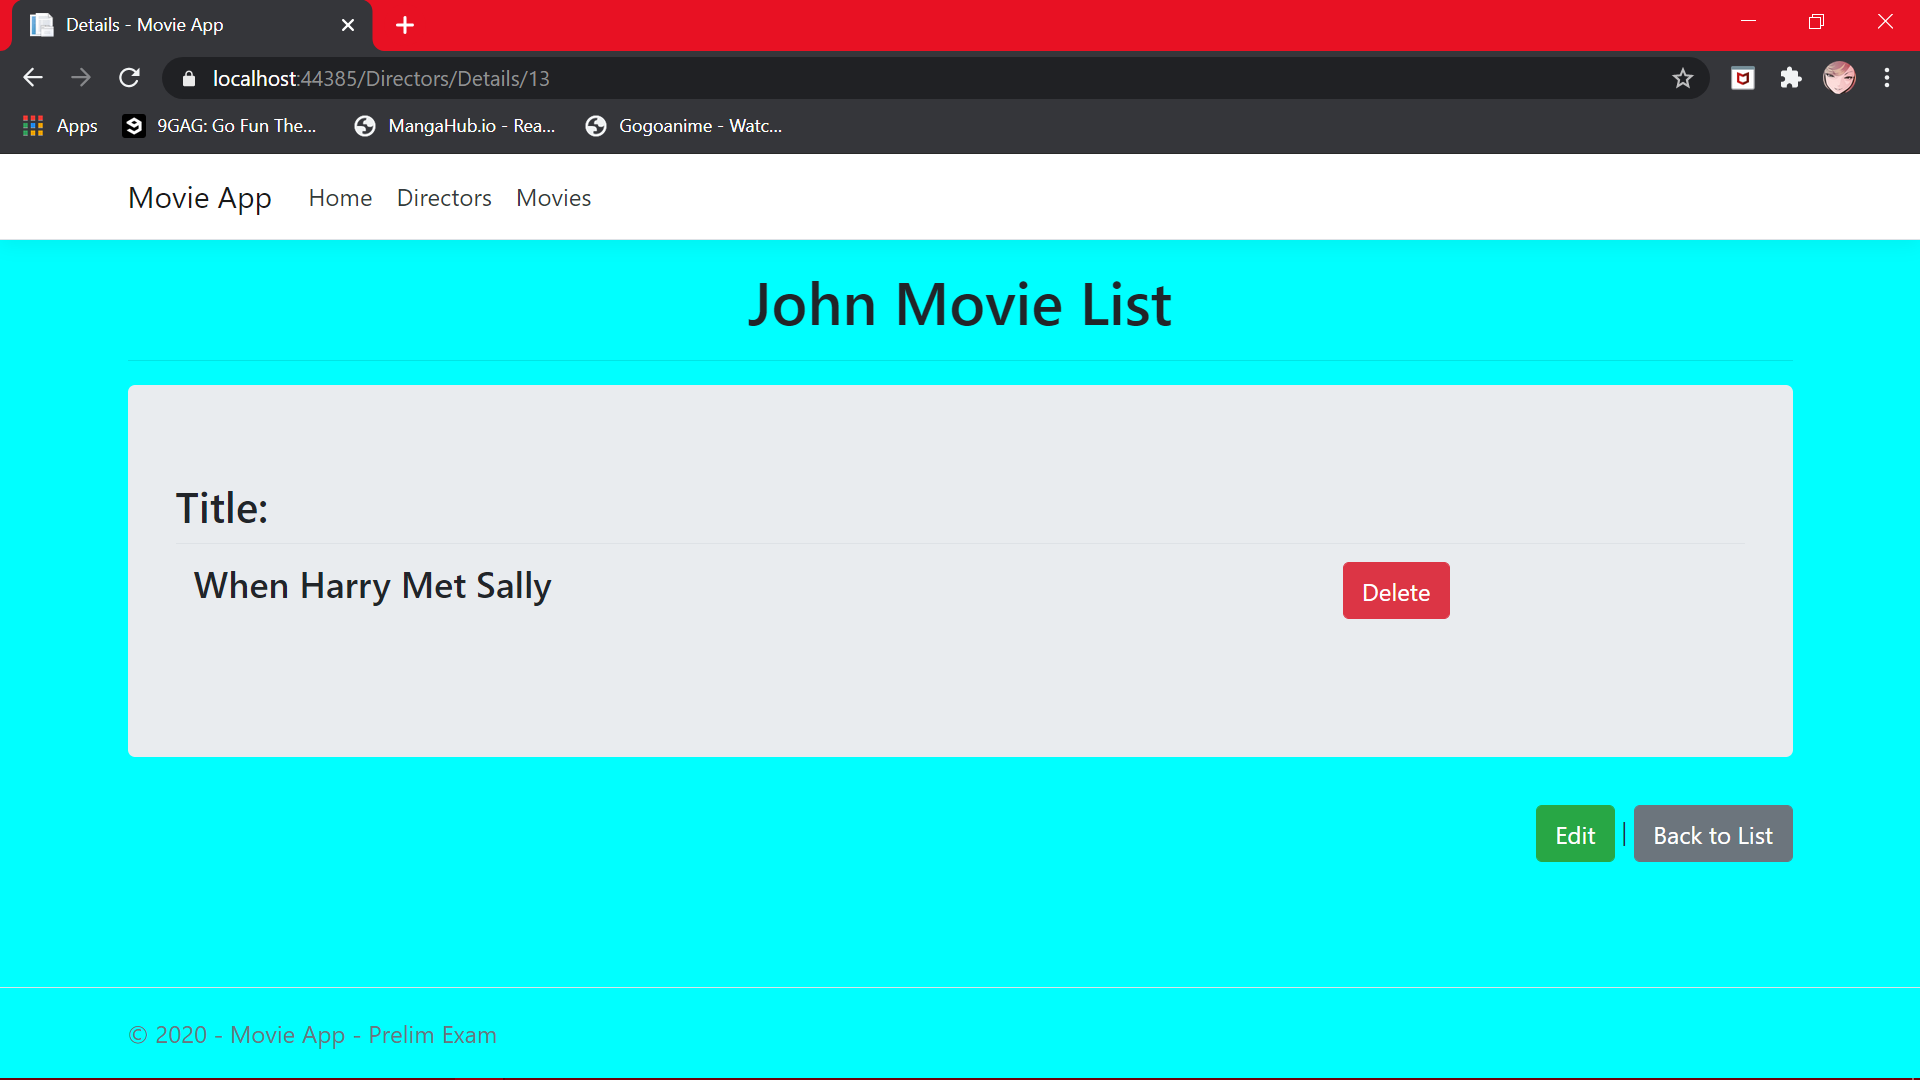 Details - Movie App
localhost:44385/Directors/Details/13
Apps
9GAG: Go Fun The...
MangaHub.io - Rea...
Gogoanime - Watc...
Movie App
Home
Directors
Movies
John Movie List
Title:
When Harry Met Sally
Delete
Edit | Back to List
© 2020 - Movie App - Prelim Exam